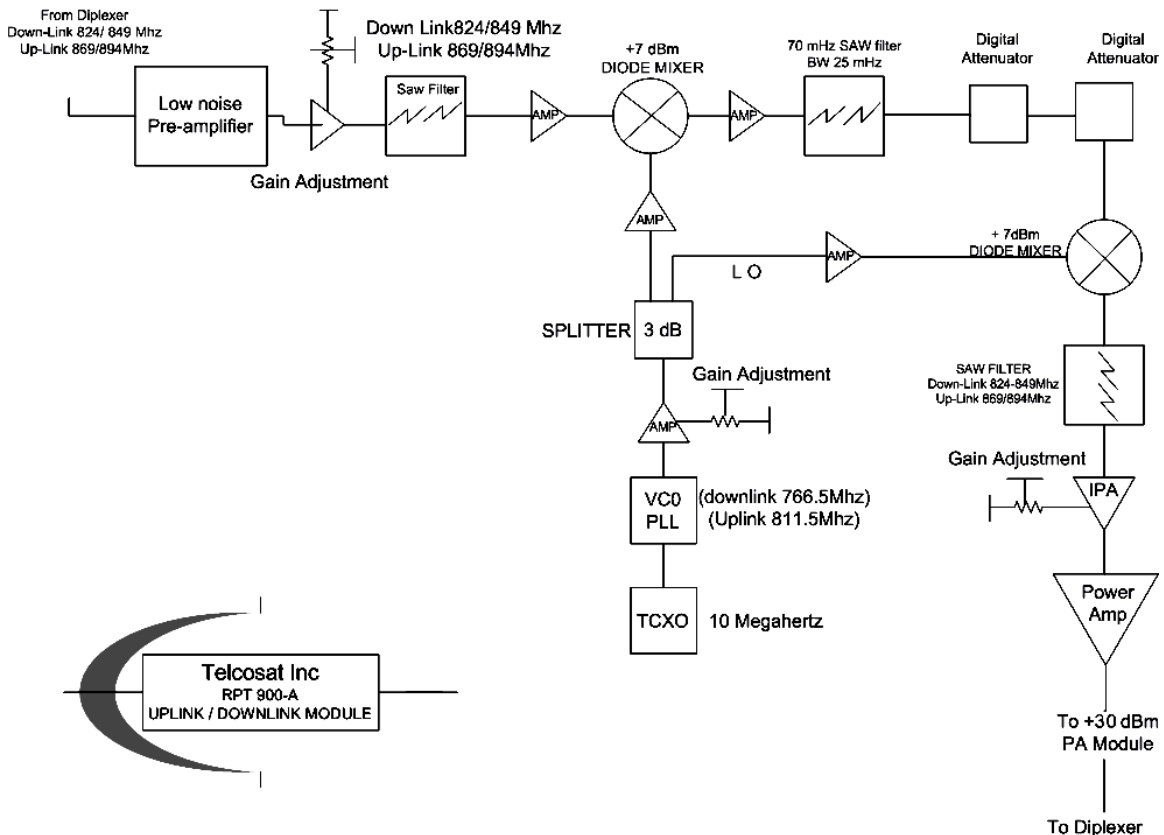 From Diplexer
Down-Link 824/ 849 Mhz
Up-Link 869/894Mhz
Down Link824/849 Mhz
Up-Link 869/894Mhz
+7 dBm
DIODE MIXER
70 mHz SAW filter
BW 25 mHz
Digital
Attenuator
Digital
Attenuator
Low noise
Pre-amplifier
Saw Filter
AMP
AMP
Gain Adjustment
AMP
+ 7dBm
DIODE MIXER
AMP
L O
SPLITTER
3 dB
Gain Adjustment
AMP
SAW FILTER
Down-Link 824-849Mhz
Up-Link 869/894Mhz
Gain Adjustment
IPA
VC0
PLL
(downlink 766.5Mhz)
(Uplink 811.5Mhz)
Power
Amp
TCXO
10 Megahertz
Telcosat Inc
RPT 900-A
UPLINK / DOWNLINK MODULE
To +30 dBm
PA Module
To Diplexer